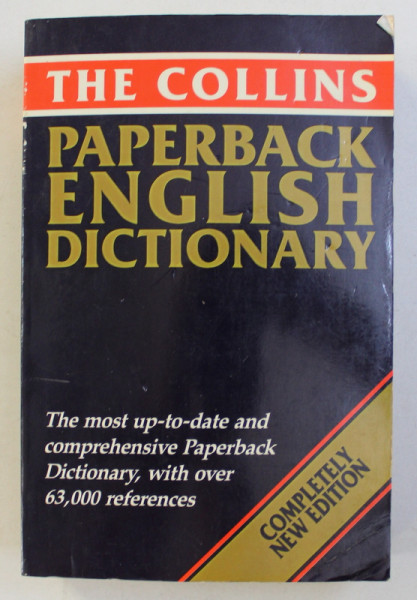 THE COLLINS
PAPERBACK
ENGLISH
DICTIONARY
The most up-to-date and
comprehensive Paperback
Dictionary, with over
63,000 references
COMPLETELY
NEW EDITION